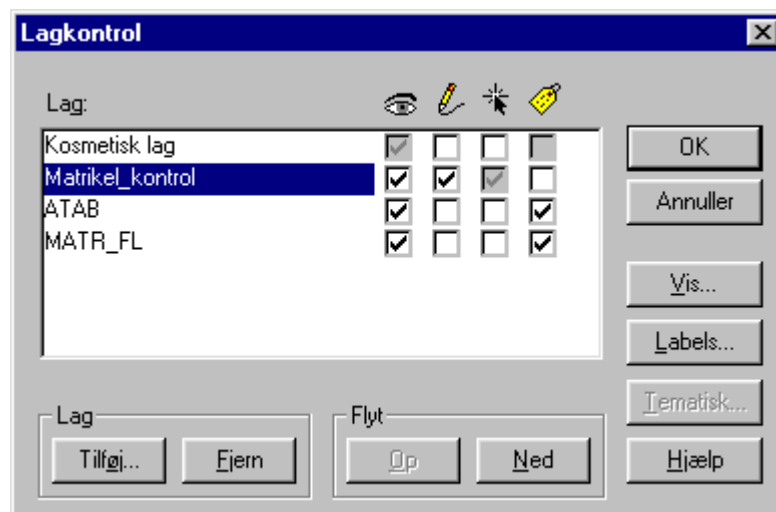 Lagkontrol
Lag:
Kosmetisk lag
Matrikel_kontrol
ATAB
MATR_FL
OK
Annuller
Vis...
Labels...
Tematisk...
Hjælp
Lag
Tilføj...
Fjern
Flyt
Op
Ned